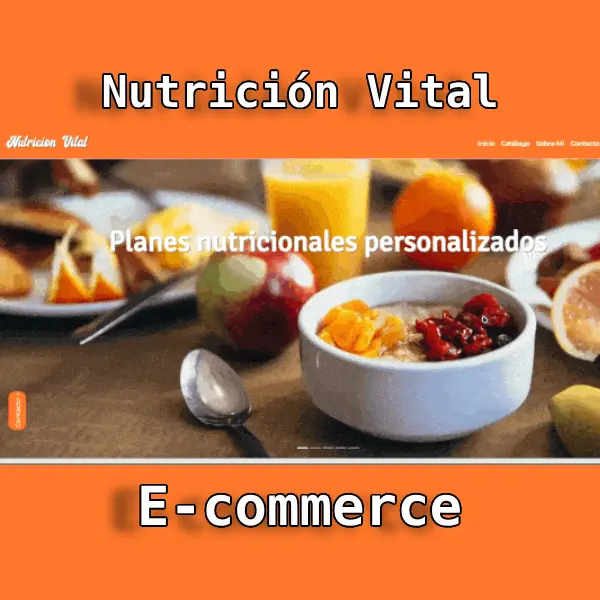 Nutrición Vital
Nutricion Vital
Inicio Catálogo Sobre Mí Contacto
Planes nutricionales personalizados
Contacto
E-commerce